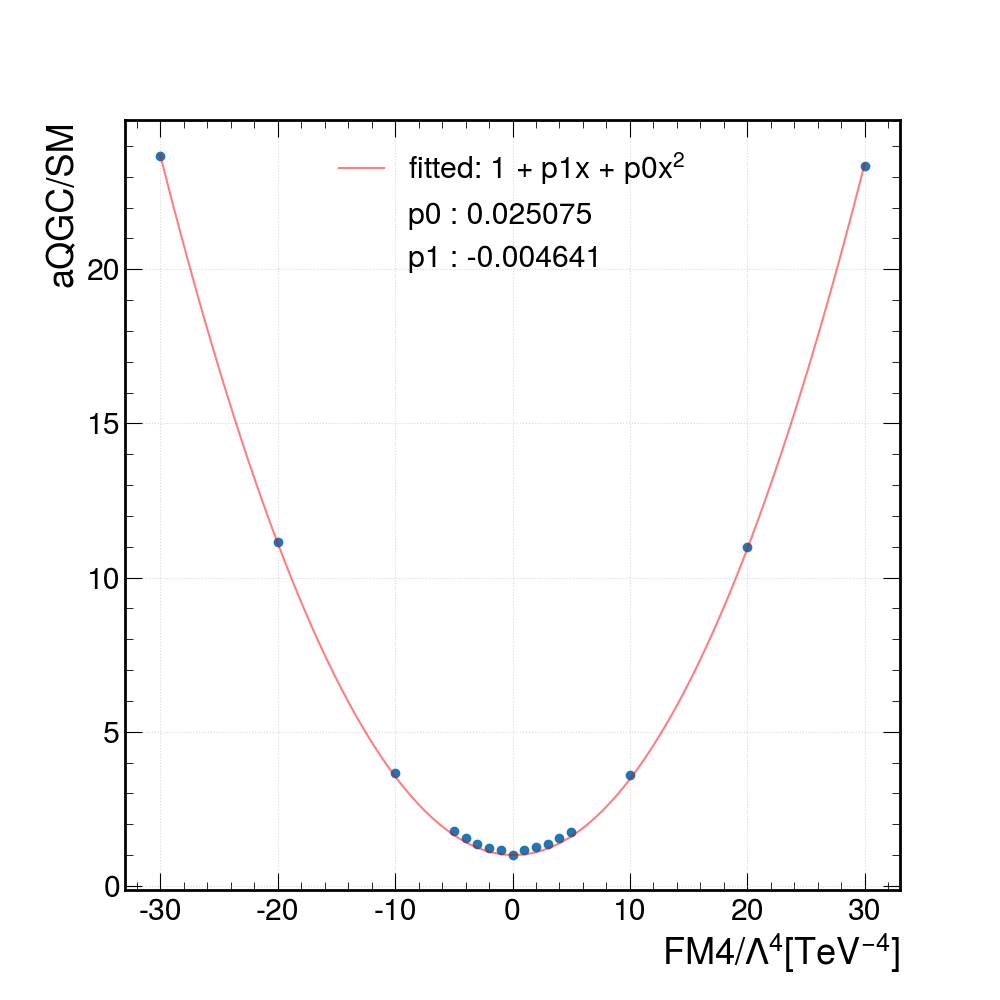 aQGC/SM
fitted: 1 + p1x + p0x²
p0 : 0.025075
p1 : -0.004641
20
15
10
5
0
-30 -20 -10 0 10 20 30
FM4/Λ⁴[TeV⁻⁴]